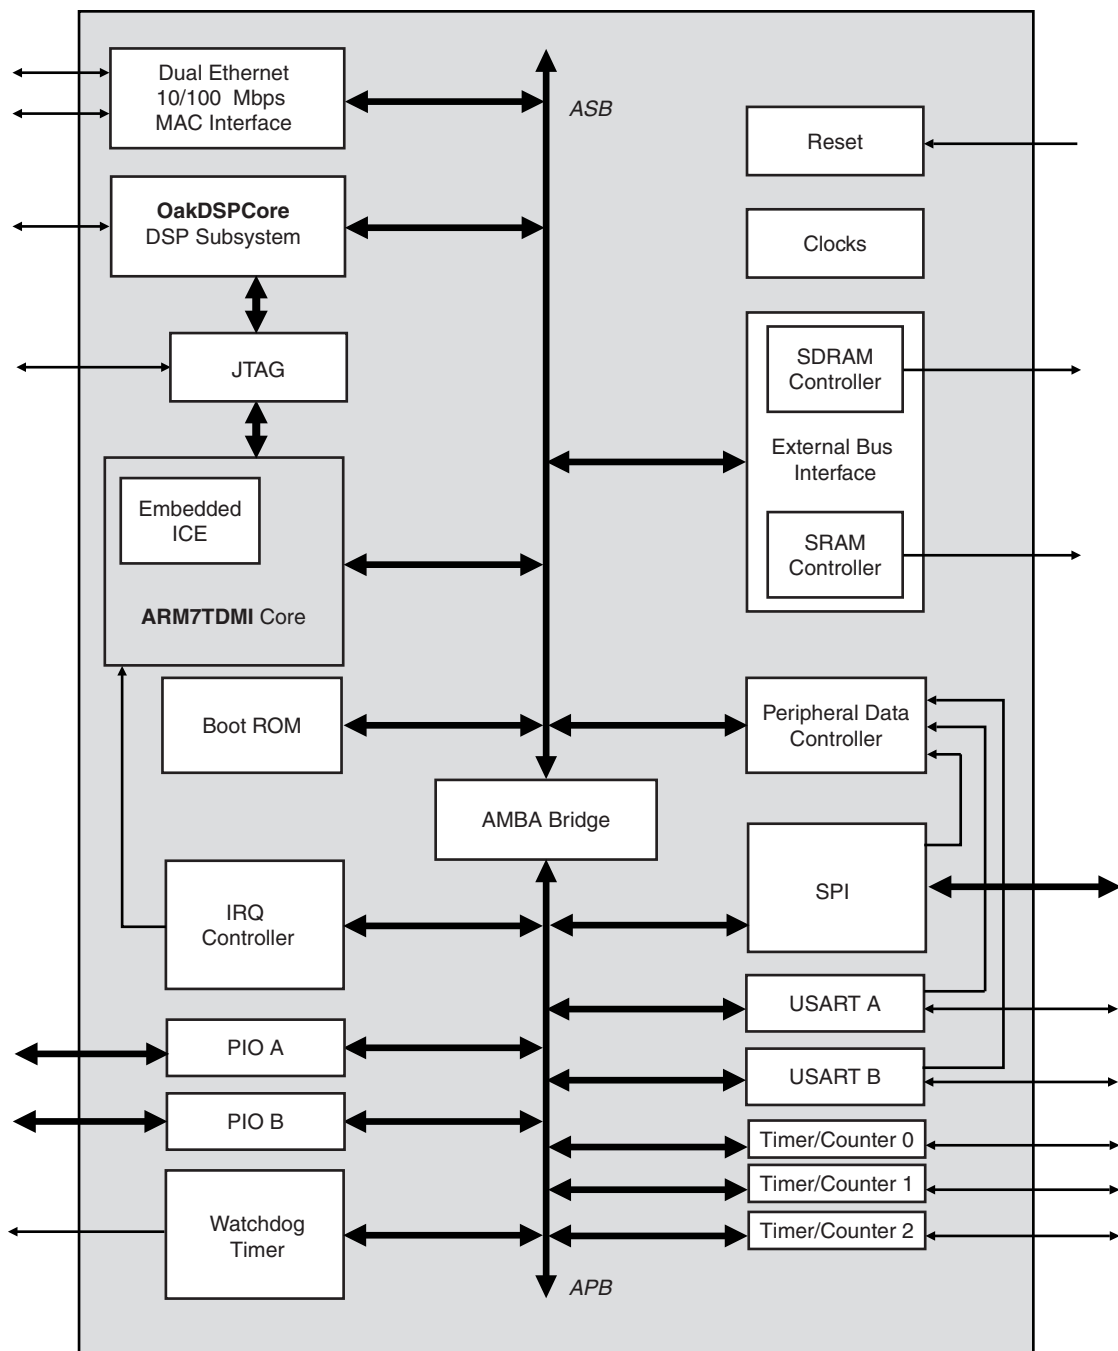 Dual Ethernet
10/100 Mbps
MAC Interface
ASB
Reset
OakDSPCore
DSP Subsystem
Clocks
JTAG
SDRAM
Controller
External Bus
Interface
SRAM
Controller
Embedded
ICE
ARM7TDMI Core
Boot ROM
Peripheral Data
Controller
AMBA Bridge
SPI
IRQ
Controller
USART A
PIO A
USART B
PIO B
Timer/Counter 0
Timer/Counter 1
Watchdog
Timer
Timer/Counter 2
APB